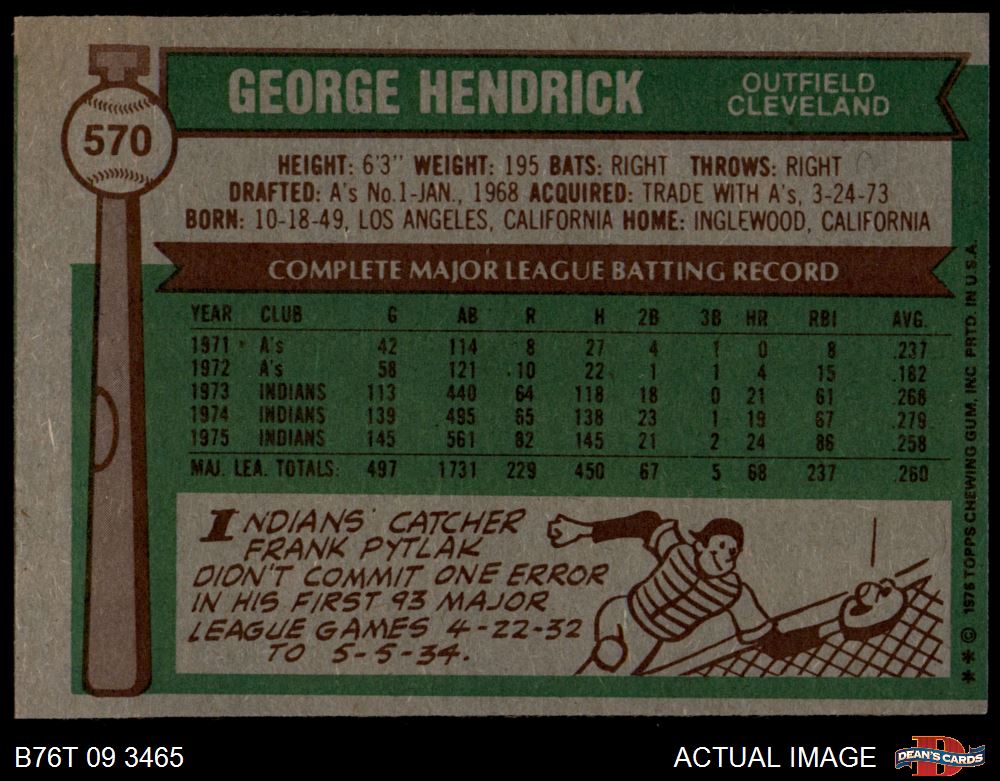 570
GEORGE HENDRICK
OUTFIELD
CLEVELAND
HEIGHT: 6'3" WEIGHT: 195 BATS: RIGHT THROWS: RIGHT
DRAFTED: A's No.1-JAN., 1968 ACQUIRED: TRADE WITH A's, 3-24-73
BORN: 10-18-49, LOS ANGELES, CALIFORNIA HOME: INGLEWOOD, CALIFORNIA
COMPLETE MAJOR LEAGUE BATTING RECORD
YEAR CLUB G AB R H 2B 3B HR RBI AVG.
1971 A's 42 114 8 27 4 1 0 8 .237
1972 A's 58 121 10 22 1 1 4 15 .182
1973 INDIANS 113 440 64 118 18 0 21 61 .268
1974 INDIANS 139 495 65 138 23 1 19 67 .279
1975 INDIANS 145 561 82 145 21 2 24 86 .258
MAJ. LEA. TOTALS: 497 1731 229 450 67 5 68 237 .260
INDIANS' CATCHER
FRANK PYTLAK
DIDN'T COMMIT ONE ERROR
IN HIS FIRST 93 MAJOR
LEAGUE GAMES 4-22-32
TO 5-5-34.
** © 1976 TOPPS CHEWING GUM, INC PRTD. IN U.S.A.
B76T 09 3465
ACTUAL IMAGE
D
DEAN'S CARDS